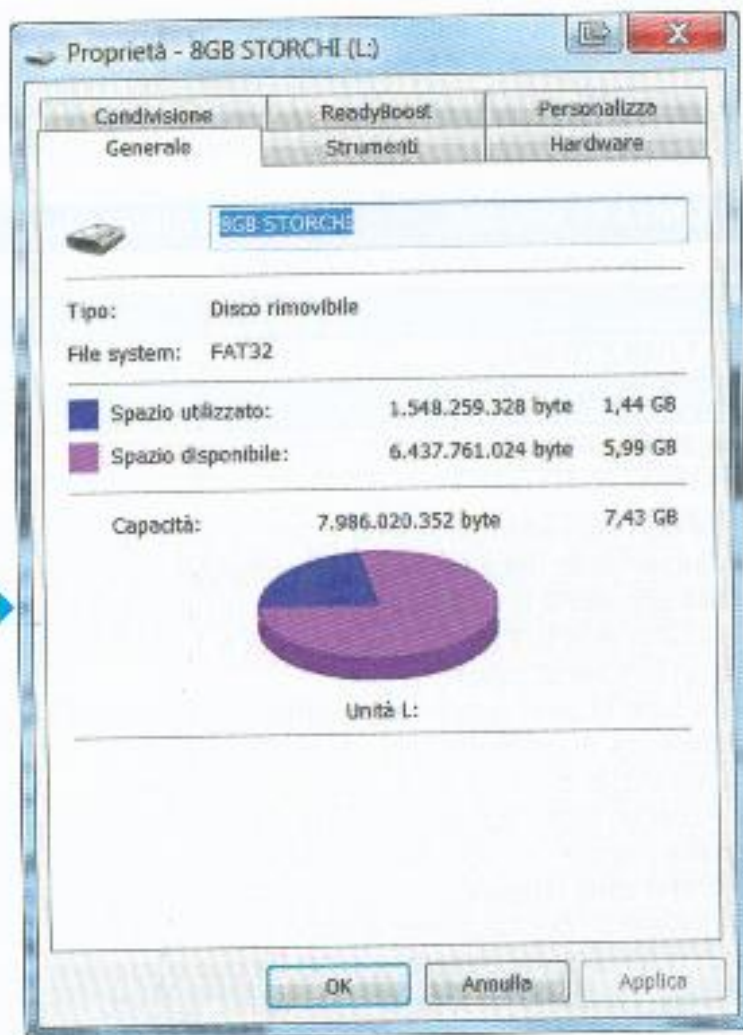 Proprietà - 8GB STORCHI (L:)
Condivisione ReadyBoost Personalizza
Generale Strumenti Hardware
8GB STORCHI
Tipo: Disco rimovibile
File system: FAT32
Spazio utilizzato: 1.548.259.328 byte 1,44 GB
Spazio disponibile: 6.437.761.024 byte 5,99 GB
Capacità: 7.986.020.352 byte 7,43 GB
Unità L:
OK Annulla Applica